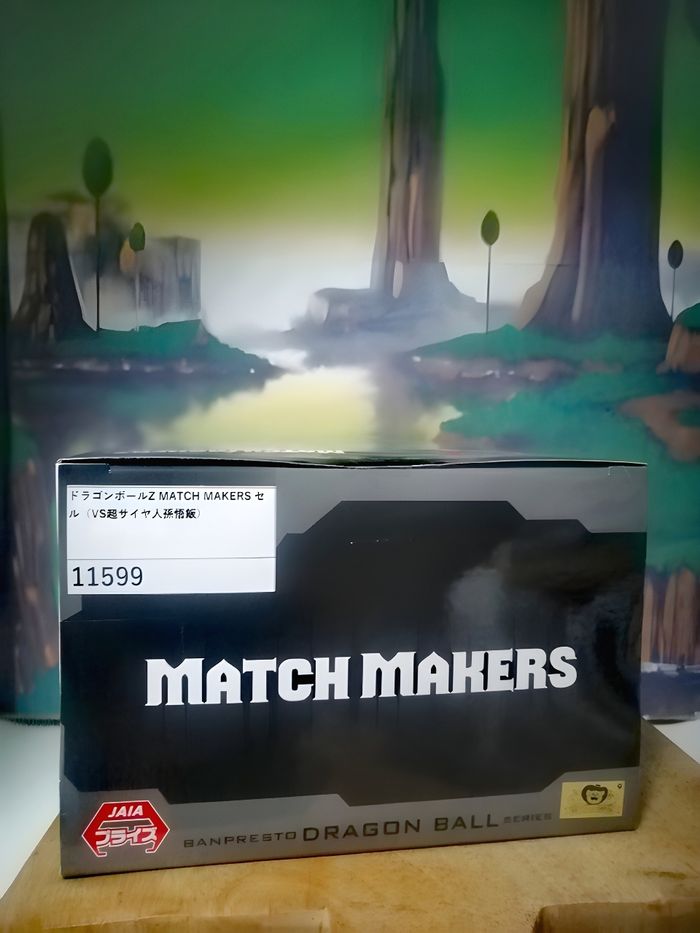 ドラゴンボールZ MATCH MAKERS セ
ル（VS超サイヤ人孫悟飯）
11599
MATCH MAKERS
JAIA
プライズ
BANPRESTO DRAGON BALL SERIES